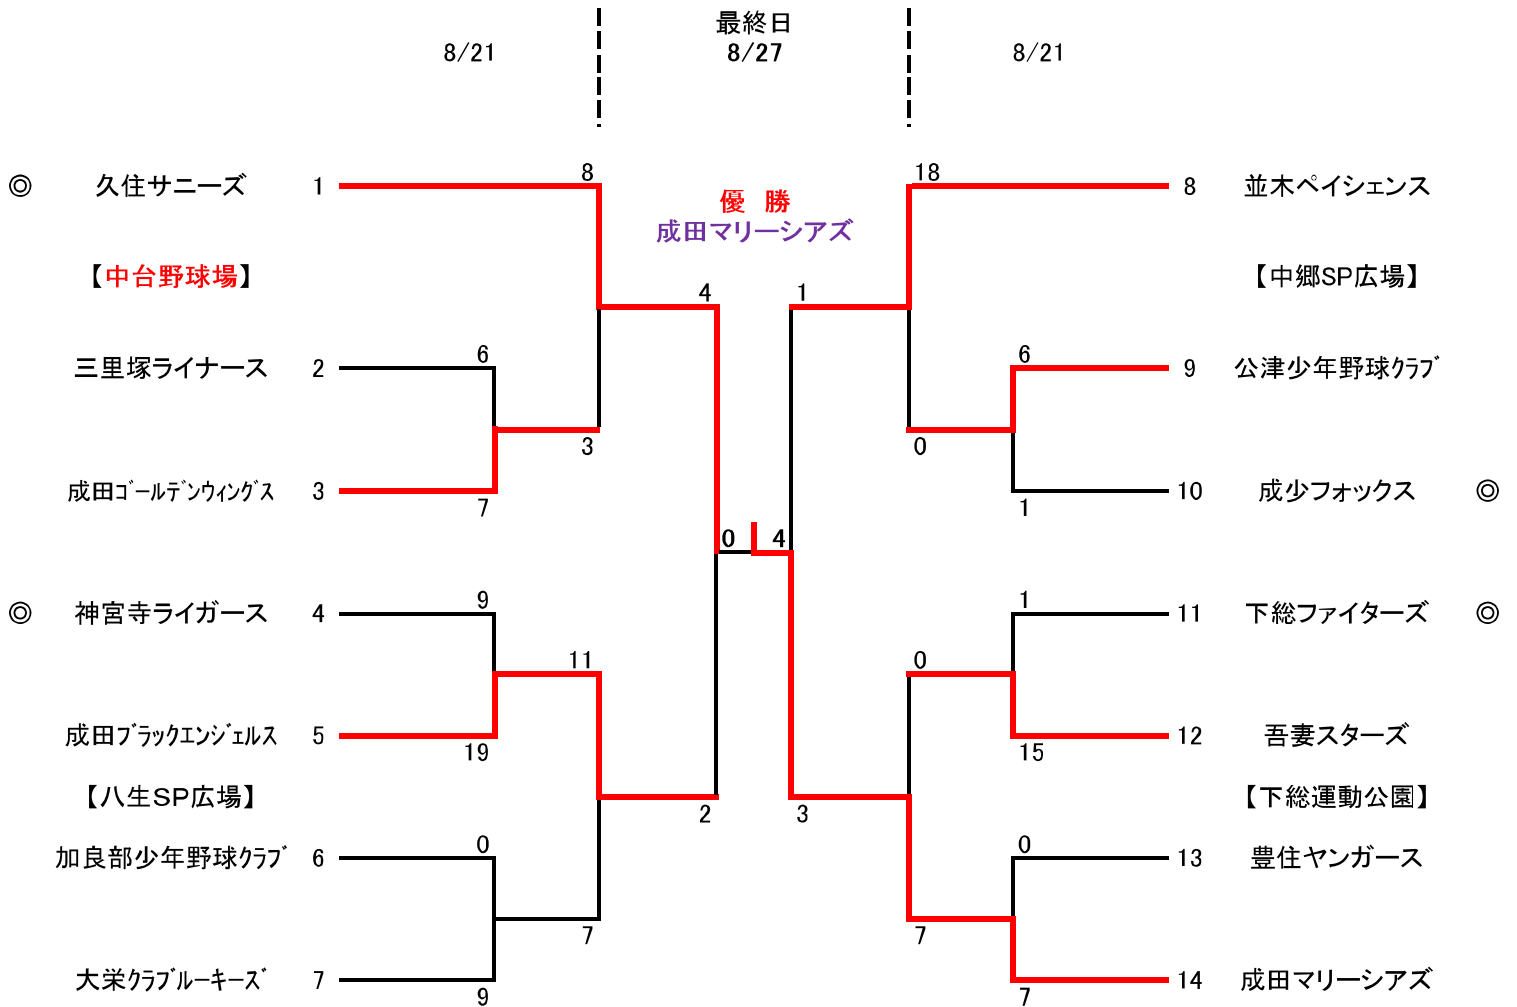 最終日
8/21 8/27 8/21
8 18
◎ 久住サニーズ 1 8 並木ペイシェンス
優 勝
成田マリーシアズ
【中台野球場】 【中郷SP広場】
4 1
6 6
三里塚ライナース 2 9 公津少年野球ｸﾗﾌﾞ
3 0
成田ｺﾞｰﾙﾃﾞﾝｳｨﾝｸﾞｽ 3 10 成少フォックス ◎
7 1
0 4
9 1
◎ 神宮寺ライガース 4 11 下総ファイターズ ◎
11 0
成田ﾌﾞﾗｯｸｴﾝｼﾞｪﾙｽ 5 12 吾妻スターズ
19 15
【八生SP広場】 【下総運動公園】
2 3
0 0
加良部少年野球ｸﾗﾌﾞ 6 13 豊住ヤンガース
7 7
大栄ｸﾗﾌﾞﾙｰｷｰｽﾞ 7 14 成田マリーシアズ
9 7